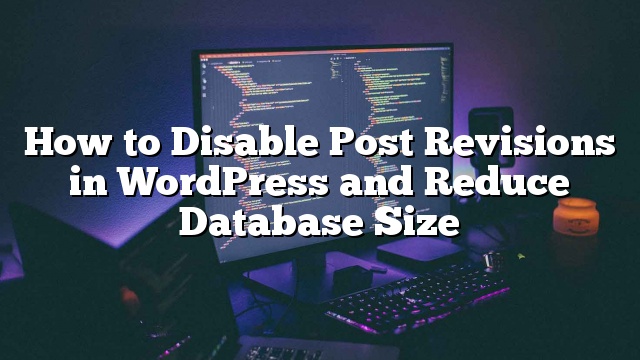 How to Disable Post Revisions
in WordPress and Reduce
Database Size